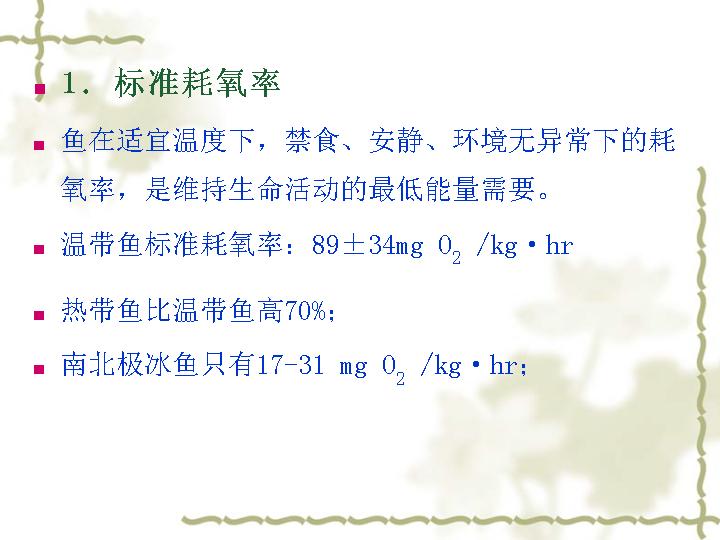 1. 标准耗氧率
鱼在适宜温度下，禁食、安静、环境无异常下的耗
氧率，是维持生命活动的最低能量需要。
温带鱼标准耗氧率：89±34mg O₂ /kg·hr
热带鱼比温带鱼高70%；
南北极冰鱼只有17-31 mg O₂ /kg·hr；